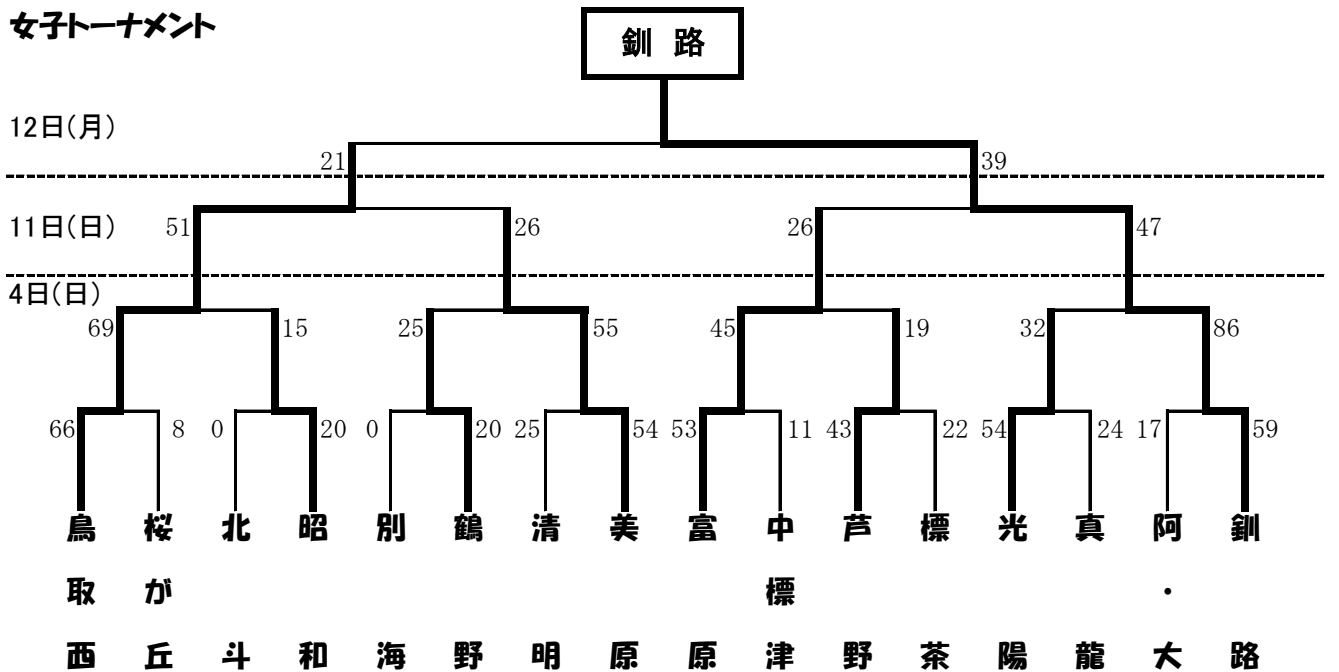 女子トーナメント
釧路
12日(月)
21 39
11日(日) 51 26 26 47
4日(日)
69 15 25 55 45 19 32 86
66 8 0 20 0 20 25 54 53 11 43 22 54 24 17 59
鳥取西
桜が丘
北斗
昭和
別海
鶴野
清明
美原
富原
中標津
芦野
標茶
光陽
真龍
阿・大
釧路